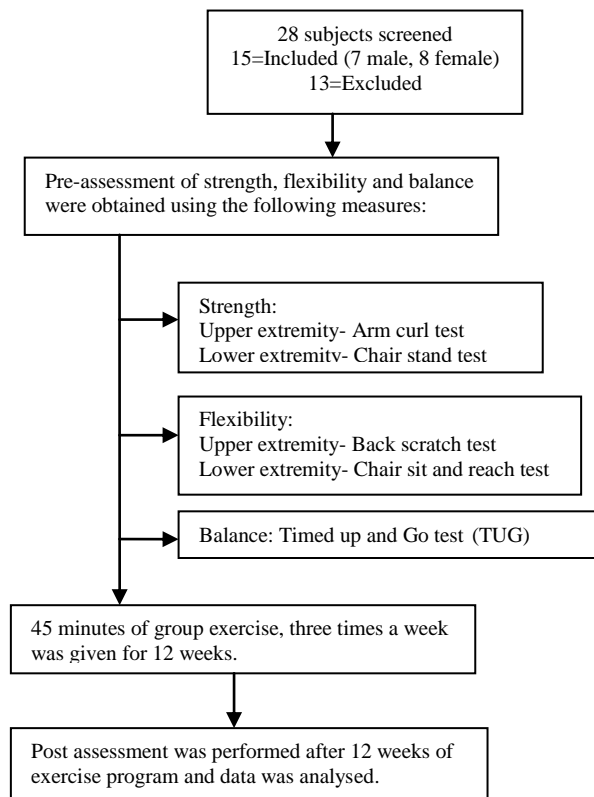 28 subjects screened
15=Included (7 male, 8 female)
13=Excluded
Pre-assessment of strength, flexibility and balance
were obtained using the following measures:
Strength:
Upper extremity- Arm curl test
Lower extremity- Chair stand test
Flexibility:
Upper extremity- Back scratch test
Lower extremity- Chair sit and reach test
Balance: Timed up and Go test (TUG)
45 minutes of group exercise, three times a week
was given for 12 weeks.
Post assessment was performed after 12 weeks of
exercise program and data was analysed.